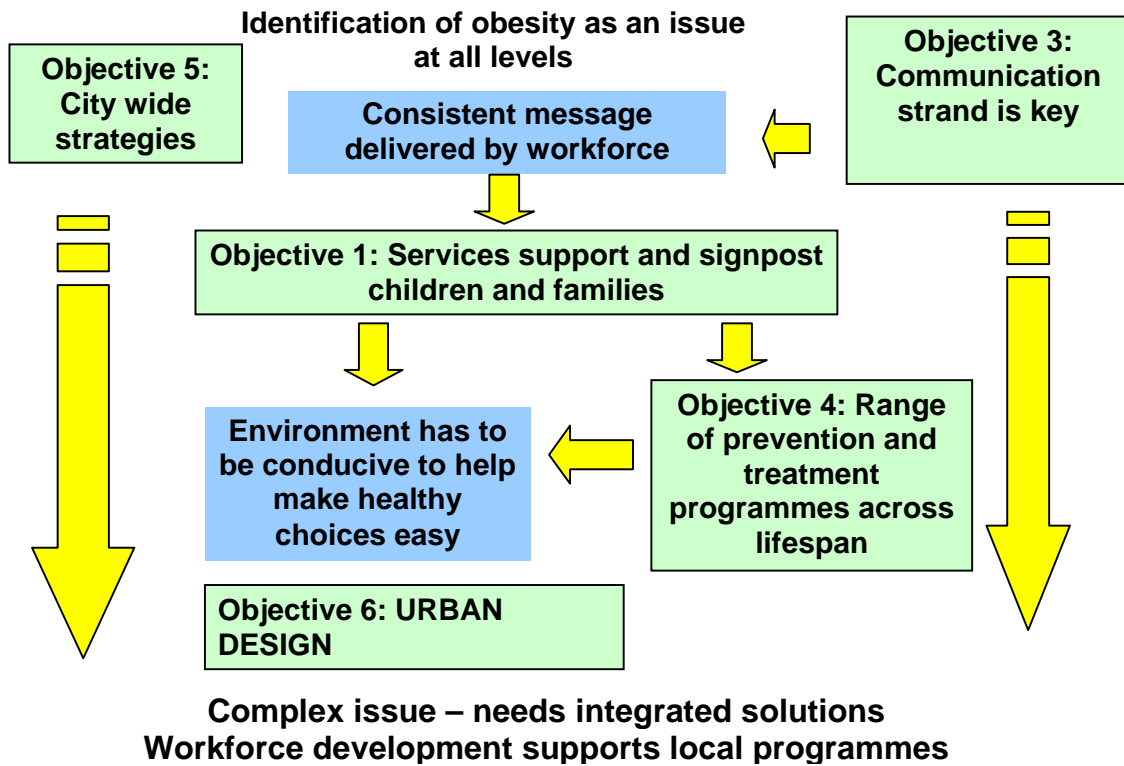 Identification of obesity as an issue
at all levels
Objective 5:
City wide
strategies
Objective 3:
Communication
strand is key
Consistent message
delivered by workforce
Objective 1: Services support and signpost
children and families
Environment has to
be conducive to help
make healthy
choices easy
Objective 4: Range
of prevention and
treatment
programmes across
lifespan
Objective 6: URBAN
DESIGN
Complex issue – needs integrated solutions
Workforce development supports local programmes